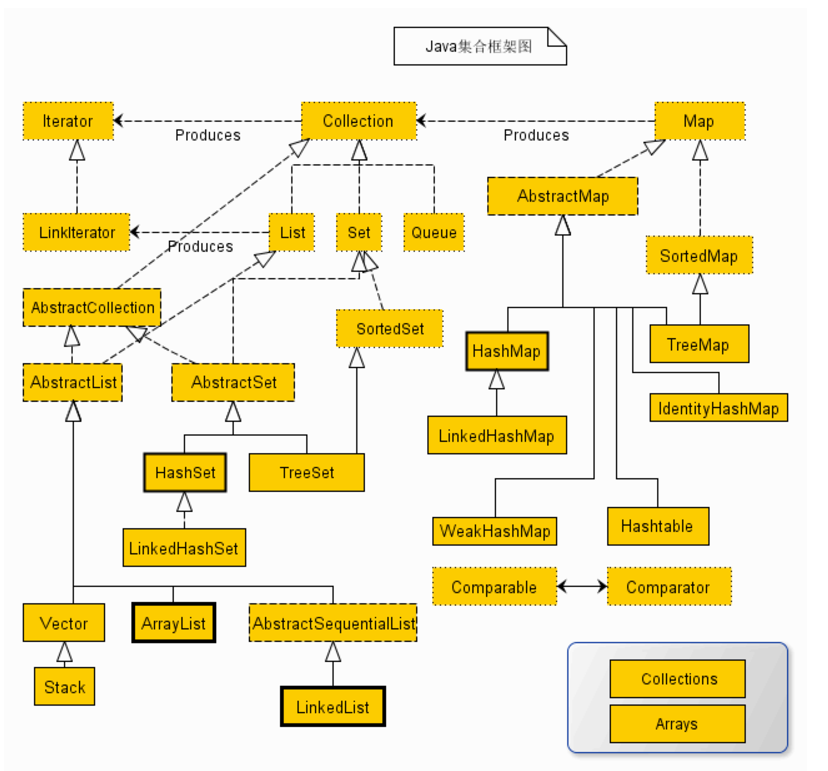 Java集合框架图
Iterator
Produces
Collection
Produces
Map
AbstractMap
LinkIterator
Produces
List
Set
Queue
SortedMap
AbstractCollection
SortedSet
HashMap
TreeMap
AbstractList
AbstractSet
IdentityHashMap
LinkedHashMap
HashSet
TreeSet
WeakHashMap
Hashtable
LinkedHashSet
Comparable
Comparator
Vector
ArrayList
AbstractSequentialList
Stack
LinkedList
Collections
Arrays